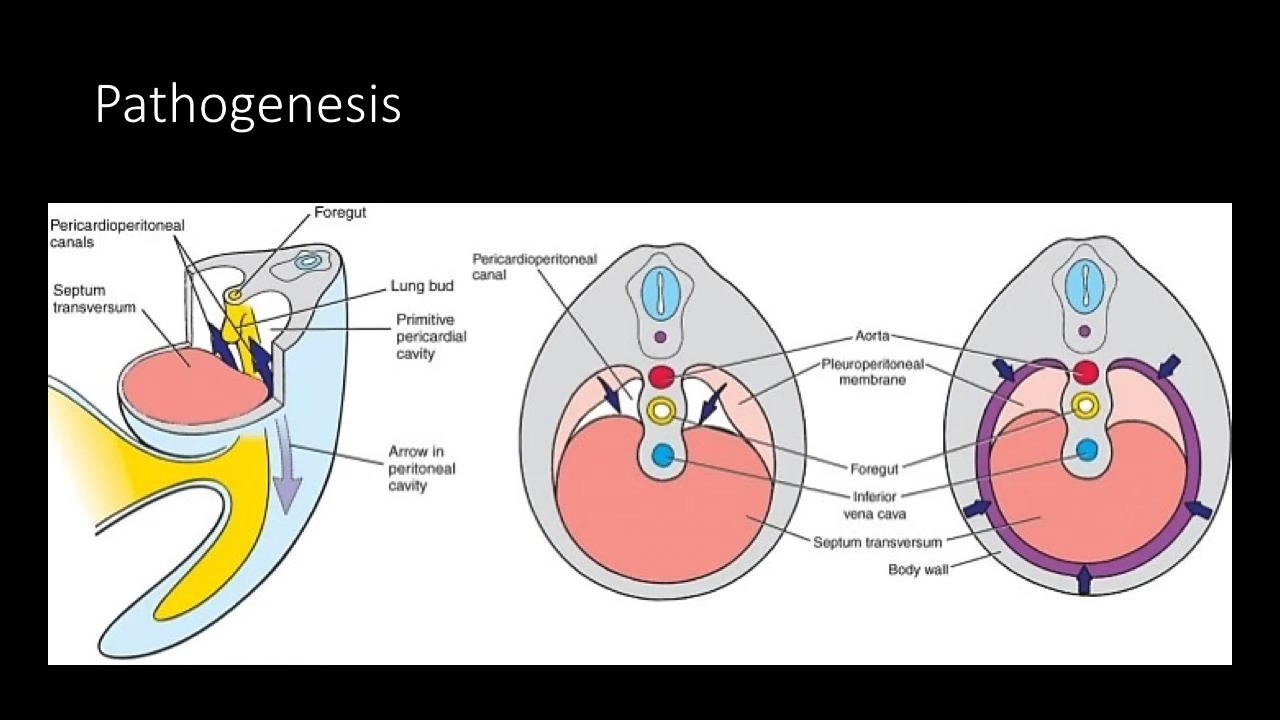 Pathogenesis
Foregut
Pericardioperitoneal
canals
Septum
transversum
Lung bud
Primitive
pericardial
cavity
Arrow in
peritoneal
cavity
Pericardioperitoneal
canal
Aorta
Pleuroperitoneal
membrane
Foregut
Inferior
vena cava
Septum transversum
Body wall